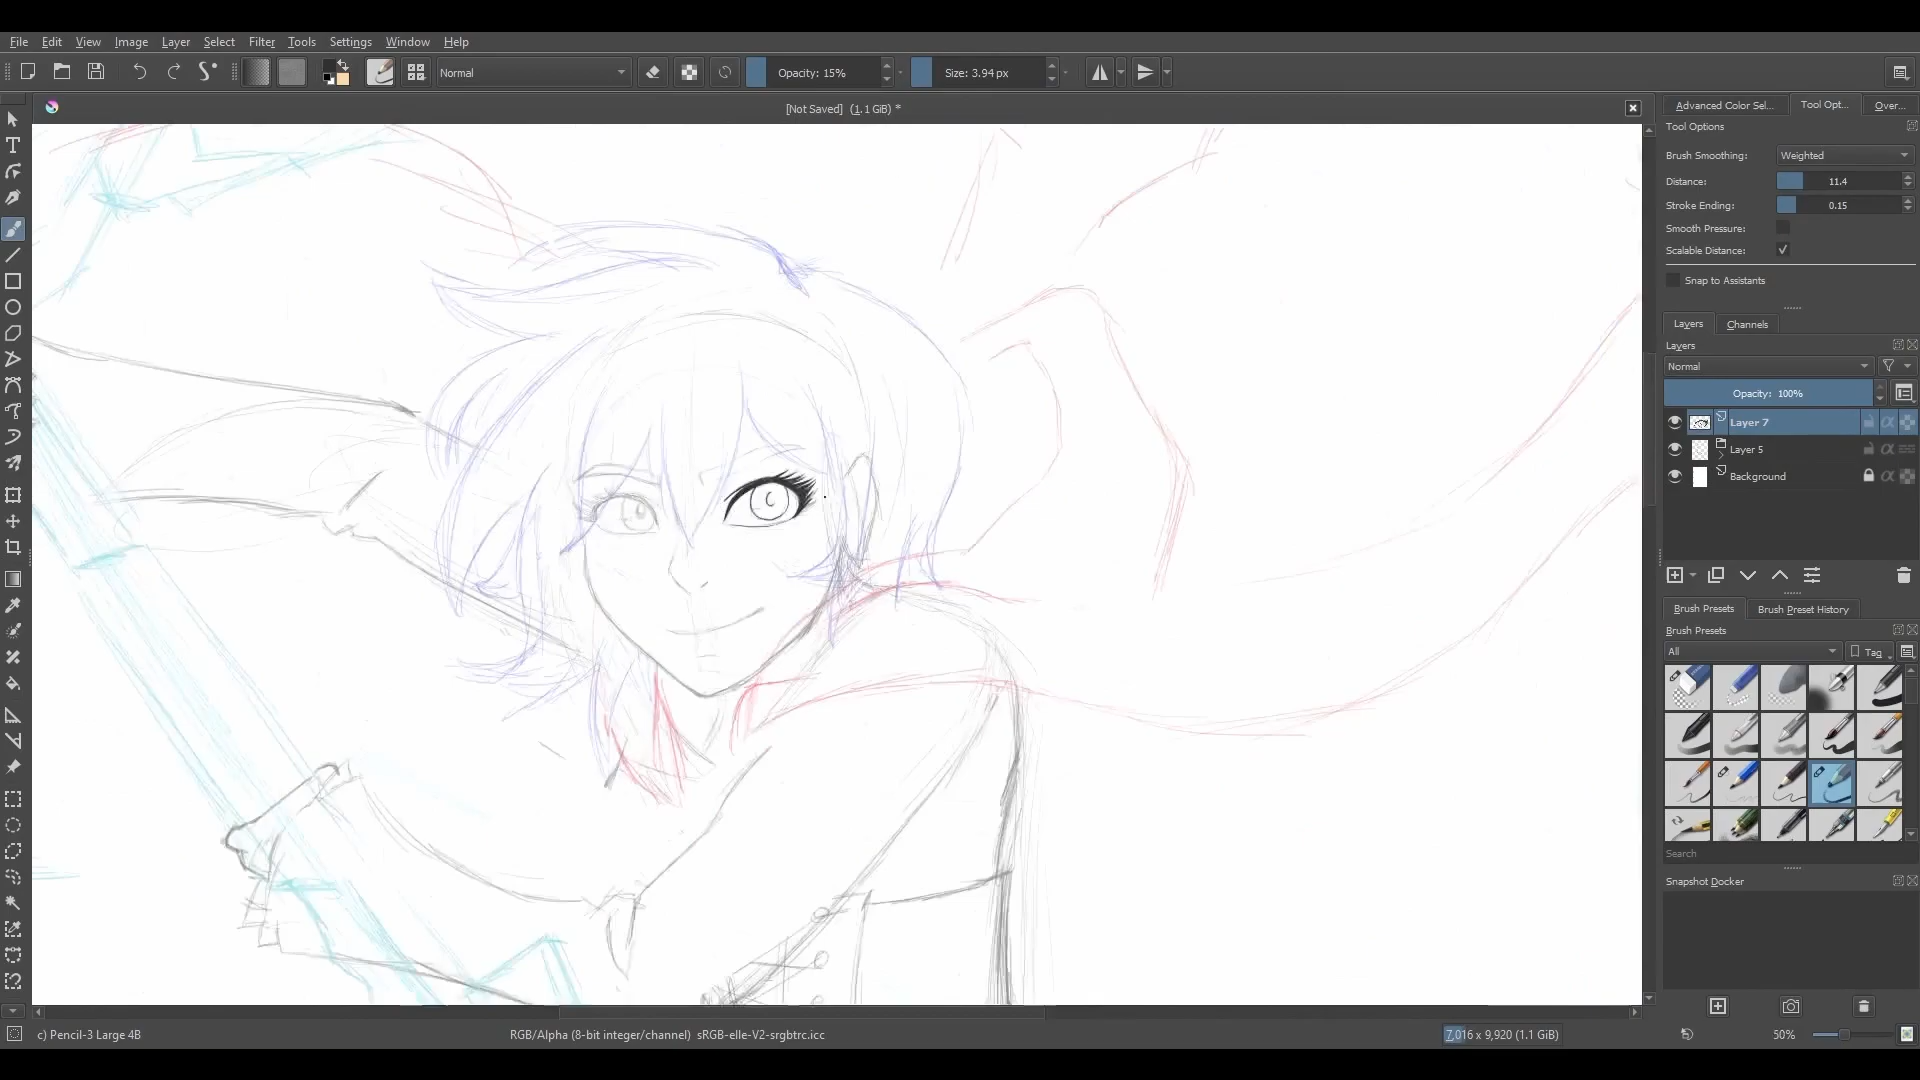 File Edit View Image Layer Select Filter Tools Settings Window Help
Normal Opacity: 15% Size: 3.94 px
[Not Saved] (1.1 GiB) *
Advanced Color Sel... Tool Opt... Over...
Tool Options
Brush Smoothing: Weighted
Distance: 11.4
Stroke Ending: 0.15
Smooth Pressure:
Scalable Distance:
Snap to Assistants
Layers Channels
Layers
Normal
Opacity: 100%
Layer 7
Layer 5
Background
Brush Presets Brush Preset History
Brush Presets
All Tag
Search
Snapshot Docker
c) Pencil-3 Large 4B RGB/Alpha (8-bit integer/channel) sRGB-elle-V2-srgbtrc.icc 7,016 x 9,920 (1.1 GiB) 50%